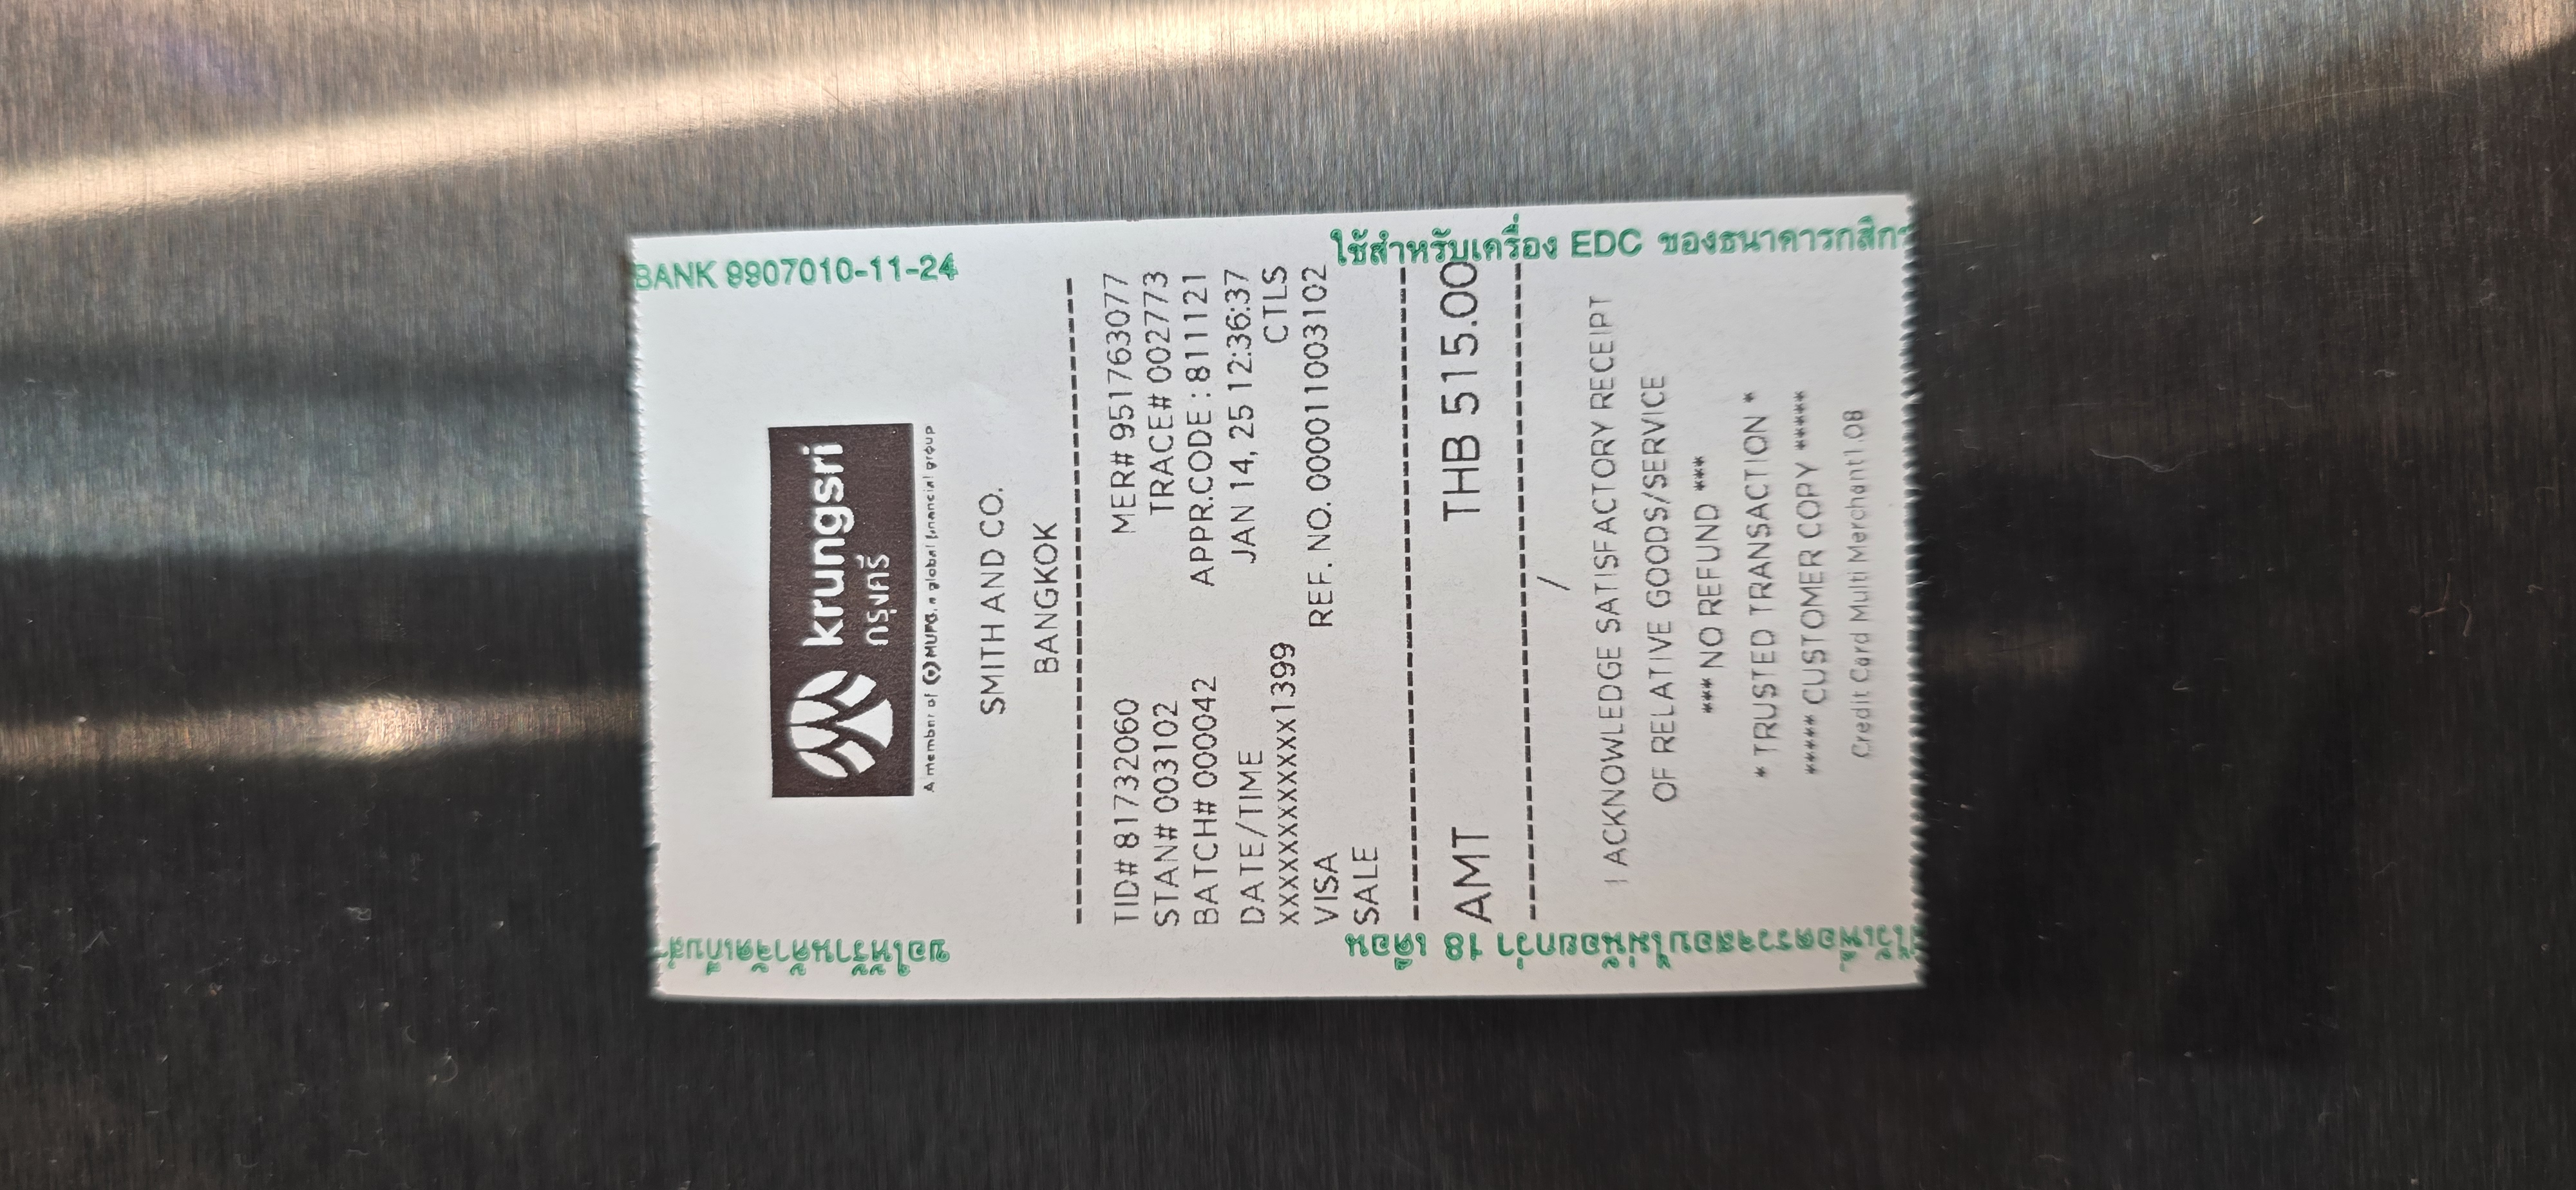 krungsri
กรุงศรี
A member of MUFG, a global financial group
SMITH AND CO.
BANGKOK
TID# 81732060 MER# 951763077
STAN# 003102 TRACE# 002773
BATCH# 000042 APPR.CODE : 811121
DATE/TIME JAN 14, 25 12:36:37
XXXXXXXXXXXX1399 CTLS
VISA REF. NO. 000011003102
SALE
AMT THB 515.00
/
I ACKNOWLEDGE SATISFACTORY RECEIPT
OF RELATIVE GOODS/SERVICE
*** NO REFUND ***
* TRUSTED TRANSACTION *
***** CUSTOMER COPY *****
Credit Card Multi Merchant1.08
ขอให้ร้านค้าจัดเก็บ
ไว้เพื่อตรวจสอบไม่น้อยกว่า 18 เดือน
BANK 8807010-11-24
ใช้สำหรับเครื่อง EDC ของธนาคารกสิกร